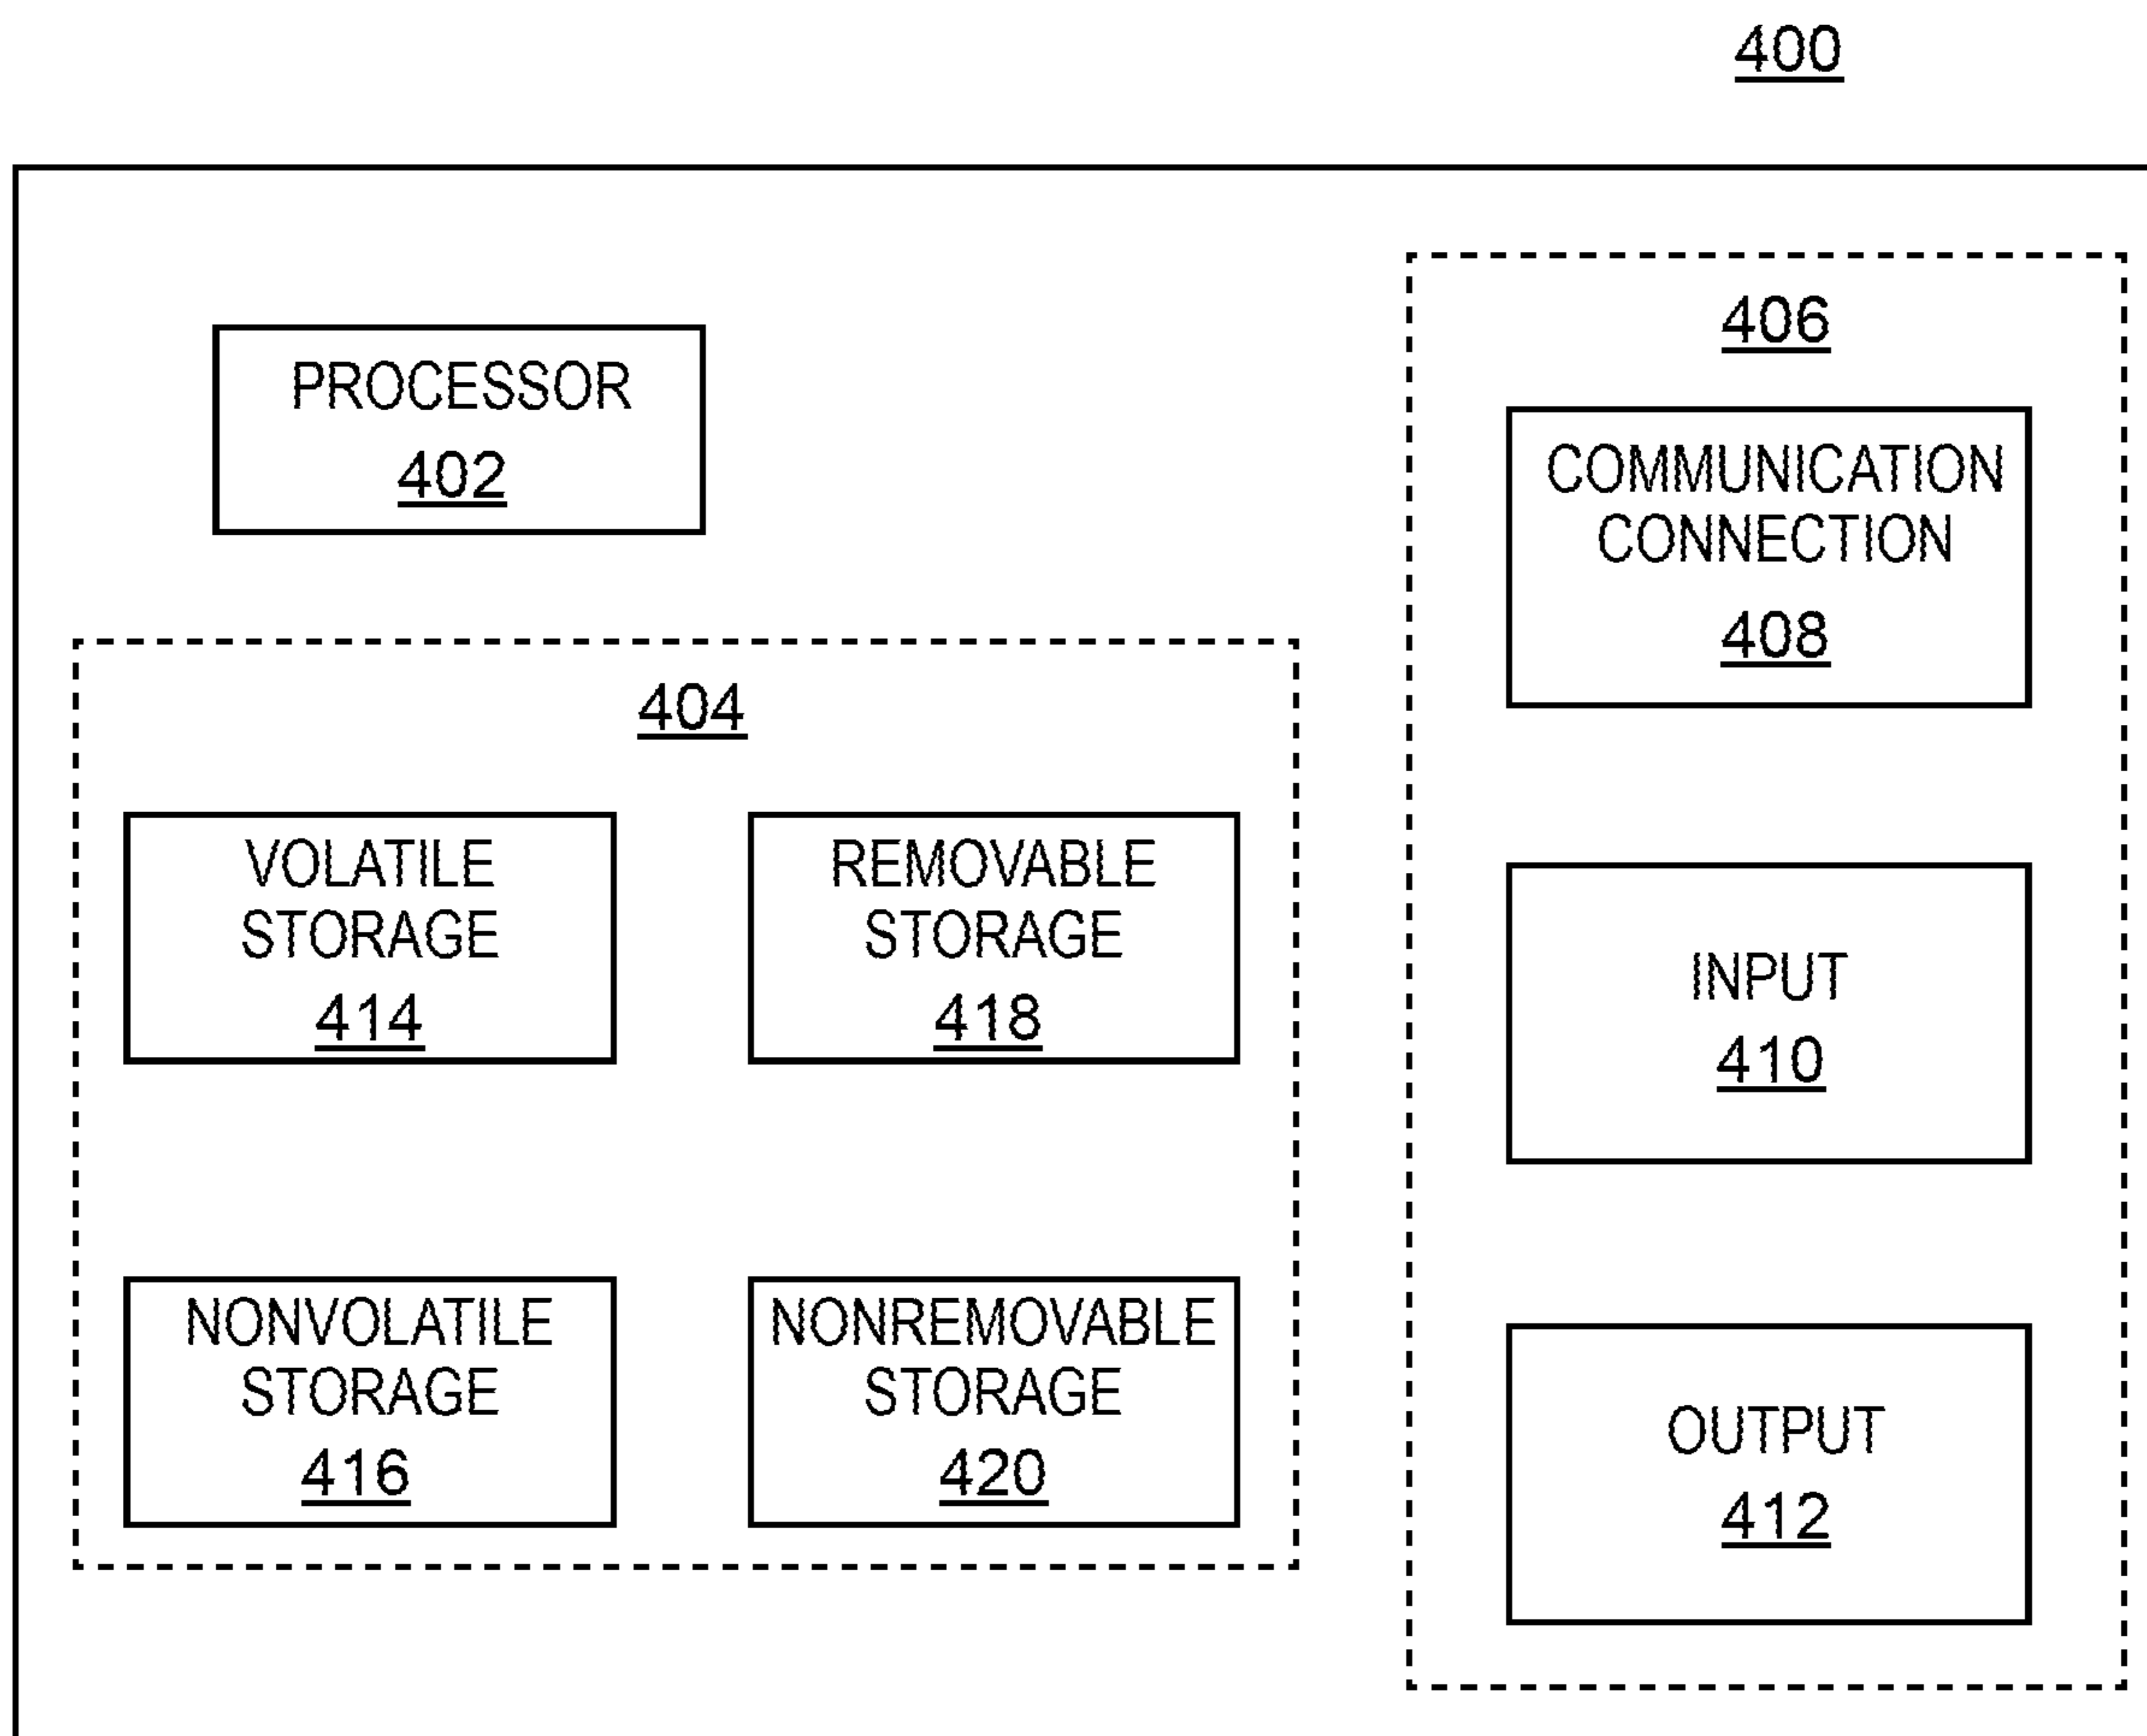 400
PROCESSOR
402
404
VOLATILE
STORAGE
414
REMOVABLE
STORAGE
418
NONVOLATILE
STORAGE
416
NONREMOVABLE
STORAGE
420
406
COMMUNICATION
CONNECTION
408
INPUT
410
OUTPUT
412